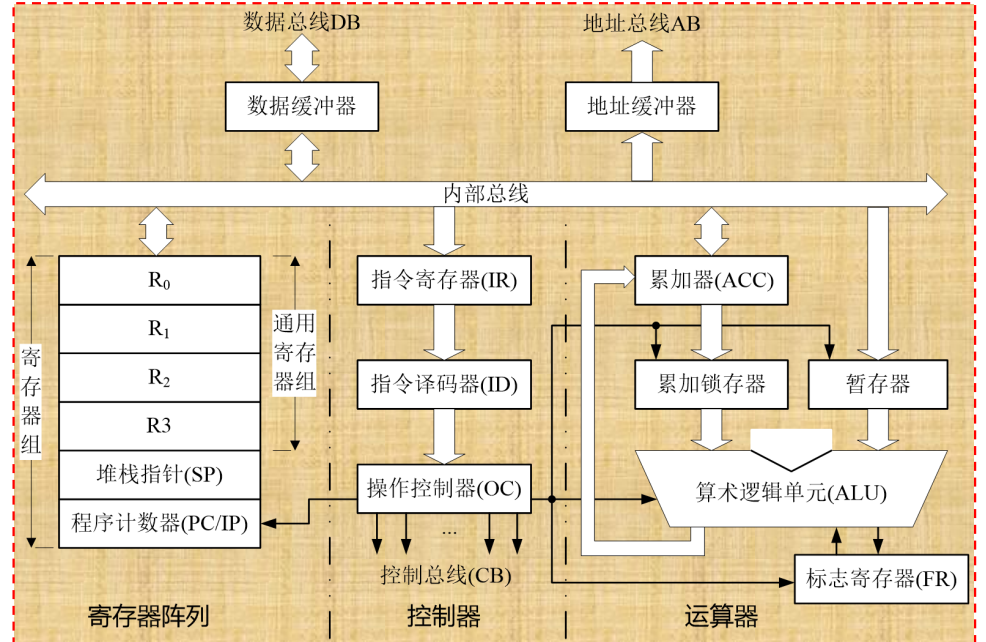 数据总线DB
地址总线AB
数据缓冲器
地址缓冲器
内部总线
R0
R1
R2
R3
堆栈指针(SP)
程序计数器(PC/IP)
寄存器组
通用寄存器组
寄存器阵列
指令寄存器(IR)
指令译码器(ID)
操作控制器(OC)
...
控制总线(CB)
控制器
累加器(ACC)
累加锁存器
暂存器
算术逻辑单元(ALU)
标志寄存器(FR)
运算器